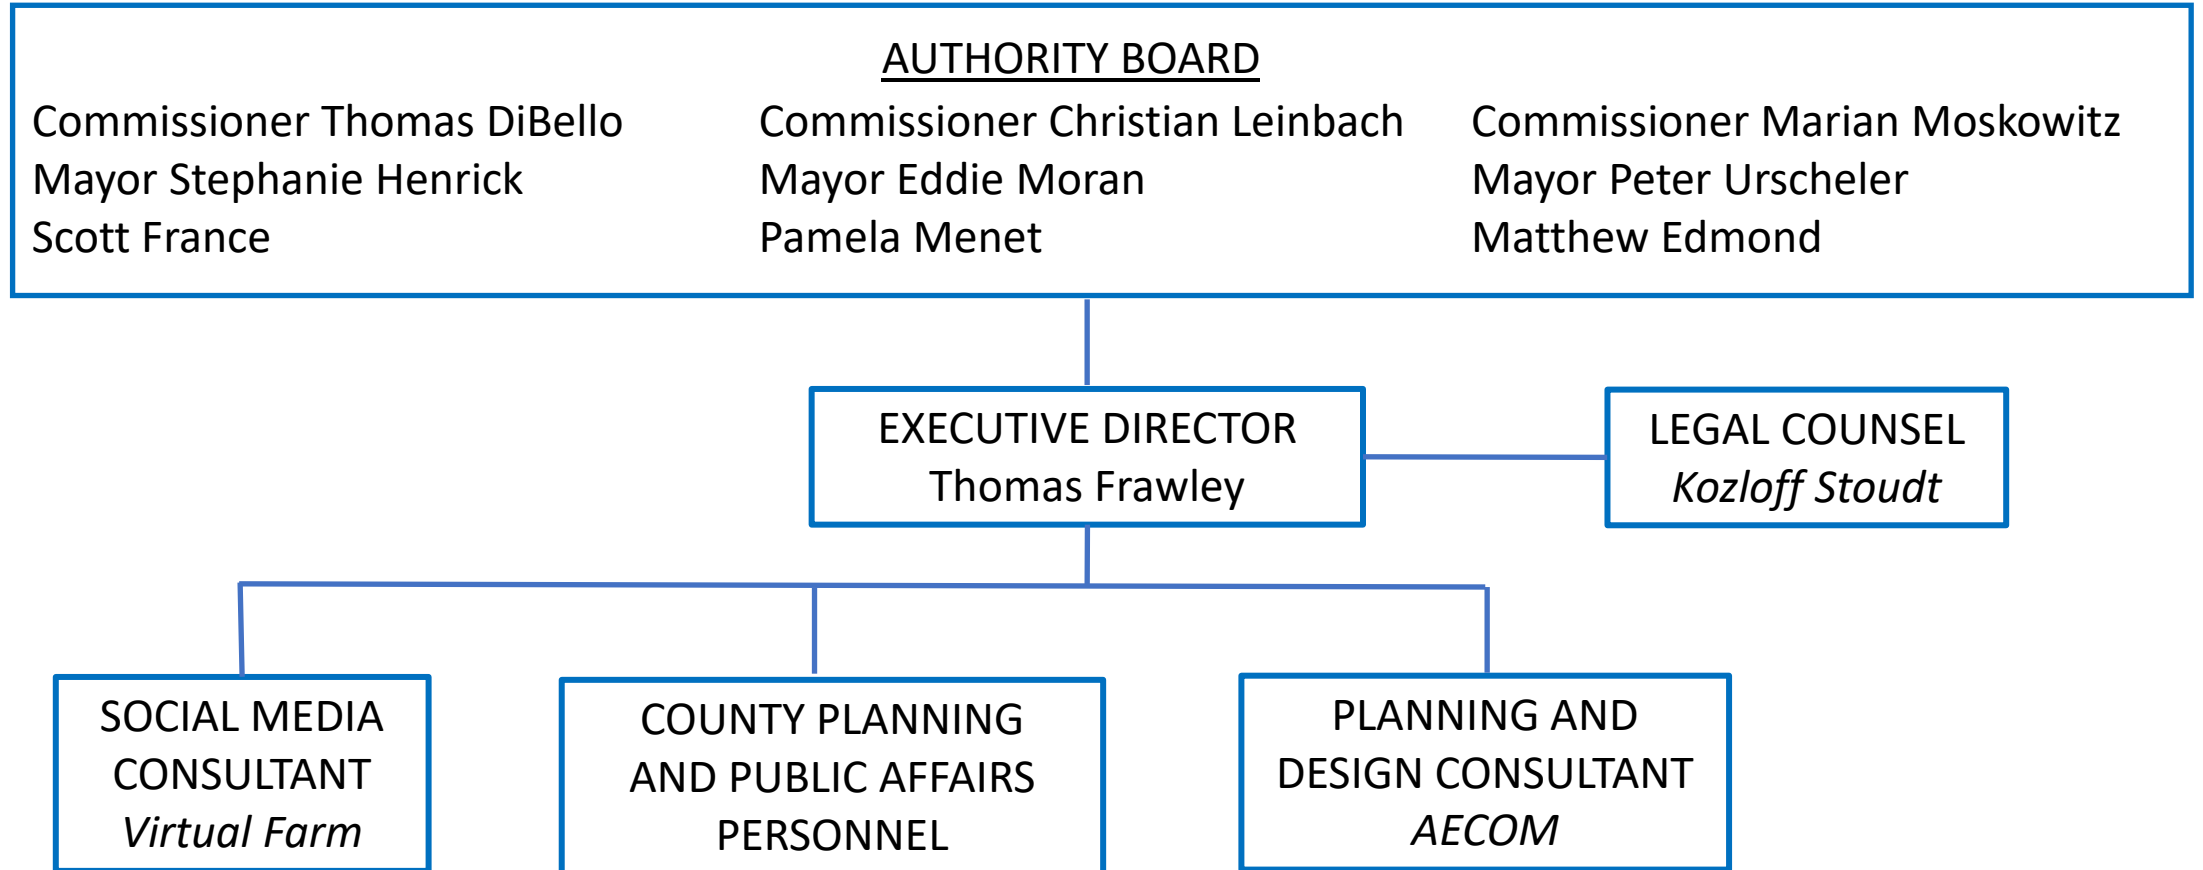 AUTHORITY BOARD
Commissioner Thomas DiBello
Mayor Stephanie Henrick
Scott France
Commissioner Christian Leinbach
Mayor Eddie Moran
Pamela Menet
Commissioner Marian Moskowitz
Mayor Peter Urscheler
Matthew Edmond
EXECUTIVE DIRECTOR
Thomas Frawley
LEGAL COUNSEL
Kozloff Stoudt
SOCIAL MEDIA
CONSULTANT
Virtual Farm
COUNTY PLANNING
AND PUBLIC AFFAIRS
PERSONNEL
PLANNING AND
DESIGN CONSULTANT
AECOM